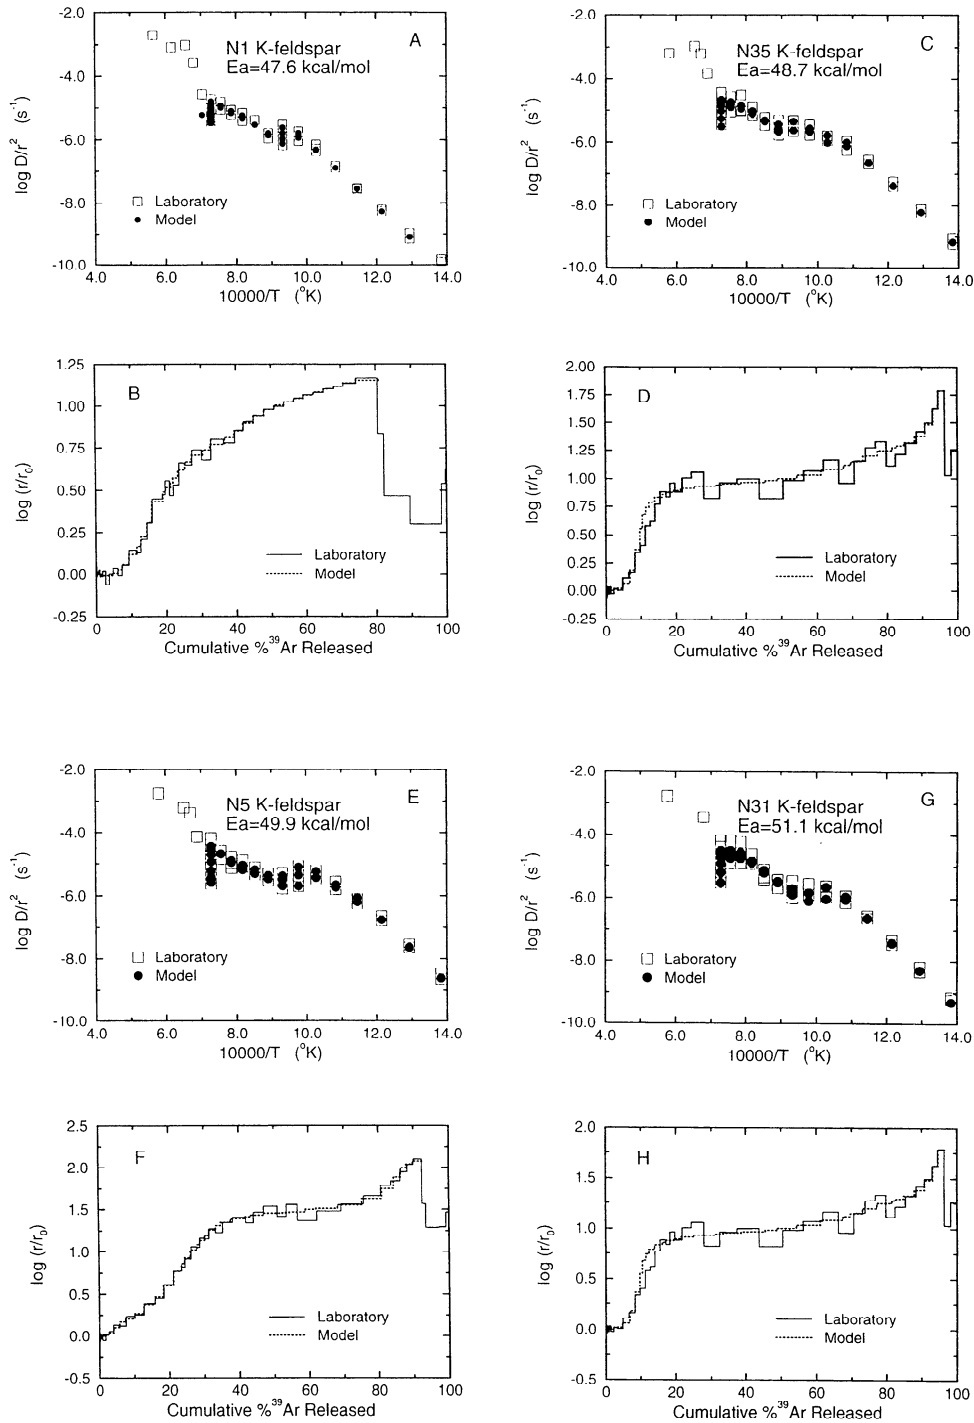 -2.0
-4.0
-6.0
-8.0
-10.0
log D/r² (s⁻¹)
A
N1 K-feldspar
Ea=47.6 kcal/mol
Laboratory
Model
4.0 6.0 8.0 10.0 12.0 14.0
10000/T (°K)
-2.0
-4.0
-6.0
-8.0
-10.0
log D/r² (s⁻¹)
C
N35 K-feldspar
Ea=48.7 kcal/mol
Laboratory
Model
4.0 6.0 8.0 10.0 12.0 14.0
10000/T (°K)
1.25
1.00
0.75
0.50
0.25
0.00
-0.25
log (r/r₀)
B
Laboratory
Model
0 20 40 60 80 100
Cumulative %³⁹Ar Released
2.00
1.75
1.50
1.25
1.00
0.75
0.50
0.25
0.00
-0.25
log (r/r₀)
D
Laboratory
Model
0 20 40 60 80 100
Cumulative %³⁹Ar Released
-2.0
-4.0
-6.0
-8.0
-10.0
log D/r² (s⁻¹)
E
N5 K-feldspar
Ea=49.9 kcal/mol
Laboratory
Model
4.0 6.0 8.0 10.0 12.0 14.0
10000/T (°K)
-2.0
-4.0
-6.0
-8.0
-10.0
log D/r² (s⁻¹)
G
N31 K-feldspar
Ea=51.1 kcal/mol
Laboratory
Model
4.0 6.0 8.0 10.0 12.0 14.0
10000/T (°K)
2.5
2.0
1.5
1.0
0.5
0.0
-0.5
log (r/r₀)
F
Laboratory
Model
0 20 40 60 80 100
Cumulative %³⁹Ar Released
2.0
1.5
1.0
0.5
0.0
-0.5
log (r/r₀)
H
Laboratory
Model
0 20 40 60 80 100
Cumulative %³⁹Ar Released